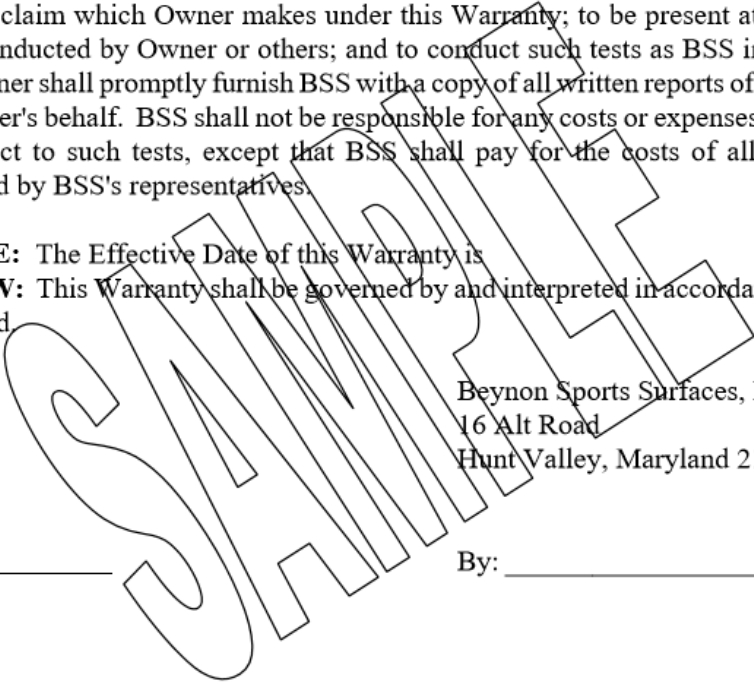 claim which Owner makes under this Warranty; to be present at
nducted by Owner or others; and to conduct such tests as BSS i
ner shall promptly furnish BSS with a copy of all written reports of
er's behalf. BSS shall not be responsible for any costs or expenses
ct to such tests, except that BSS shall pay for the costs of all
d by BSS's representatives.
E: The Effective Date of this Warranty is
V: This Warranty shall be governed by and interpreted in accorda
d.
SAMPLE
Beynon Sports Surfaces,
16 Alt Road
Hunt Valley, Maryland 2
By: